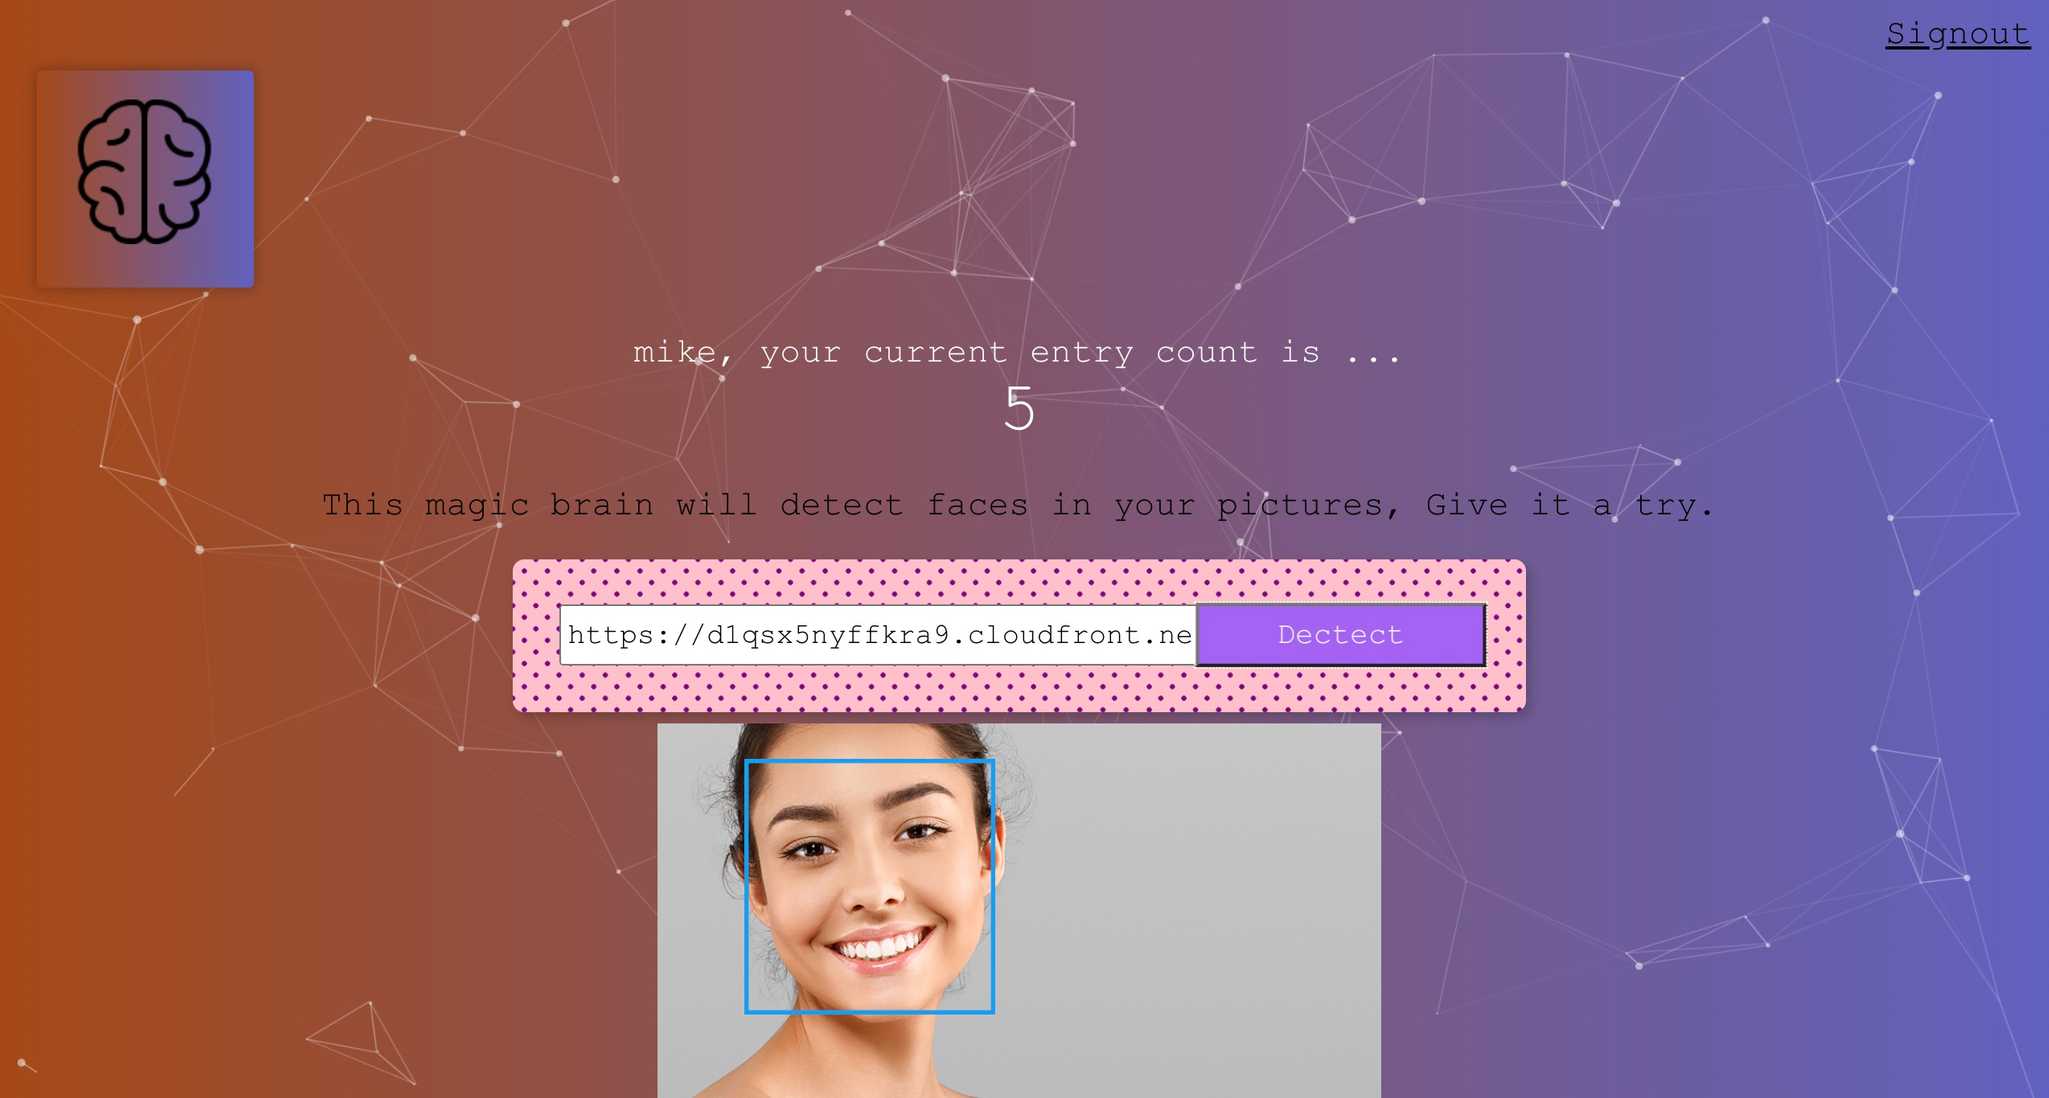 Signout
mike, your current entry count is ...
5
This magic brain will detect faces in your pictures, Give it a try.
https://d1qsx5nyffkra9.cloudfront.ne
Dectect